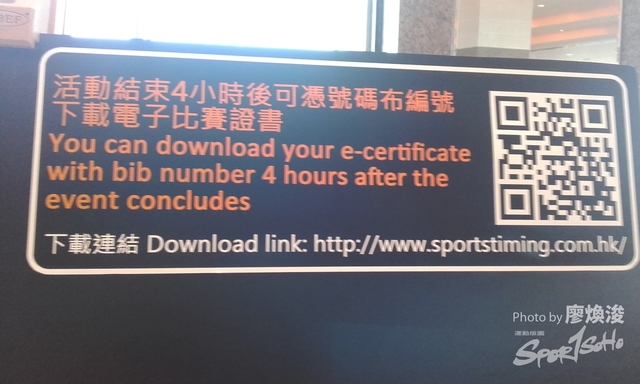 活動結束4小時後可憑號碼布編號
下載電子比賽證書
You can download your e-certificate
with bib number 4 hours after the
event concludes
下載連結 Download link: http://www.sportstiming.com.hk/
Photo by 廖煥浚
運動版圖
SPORTSOHO